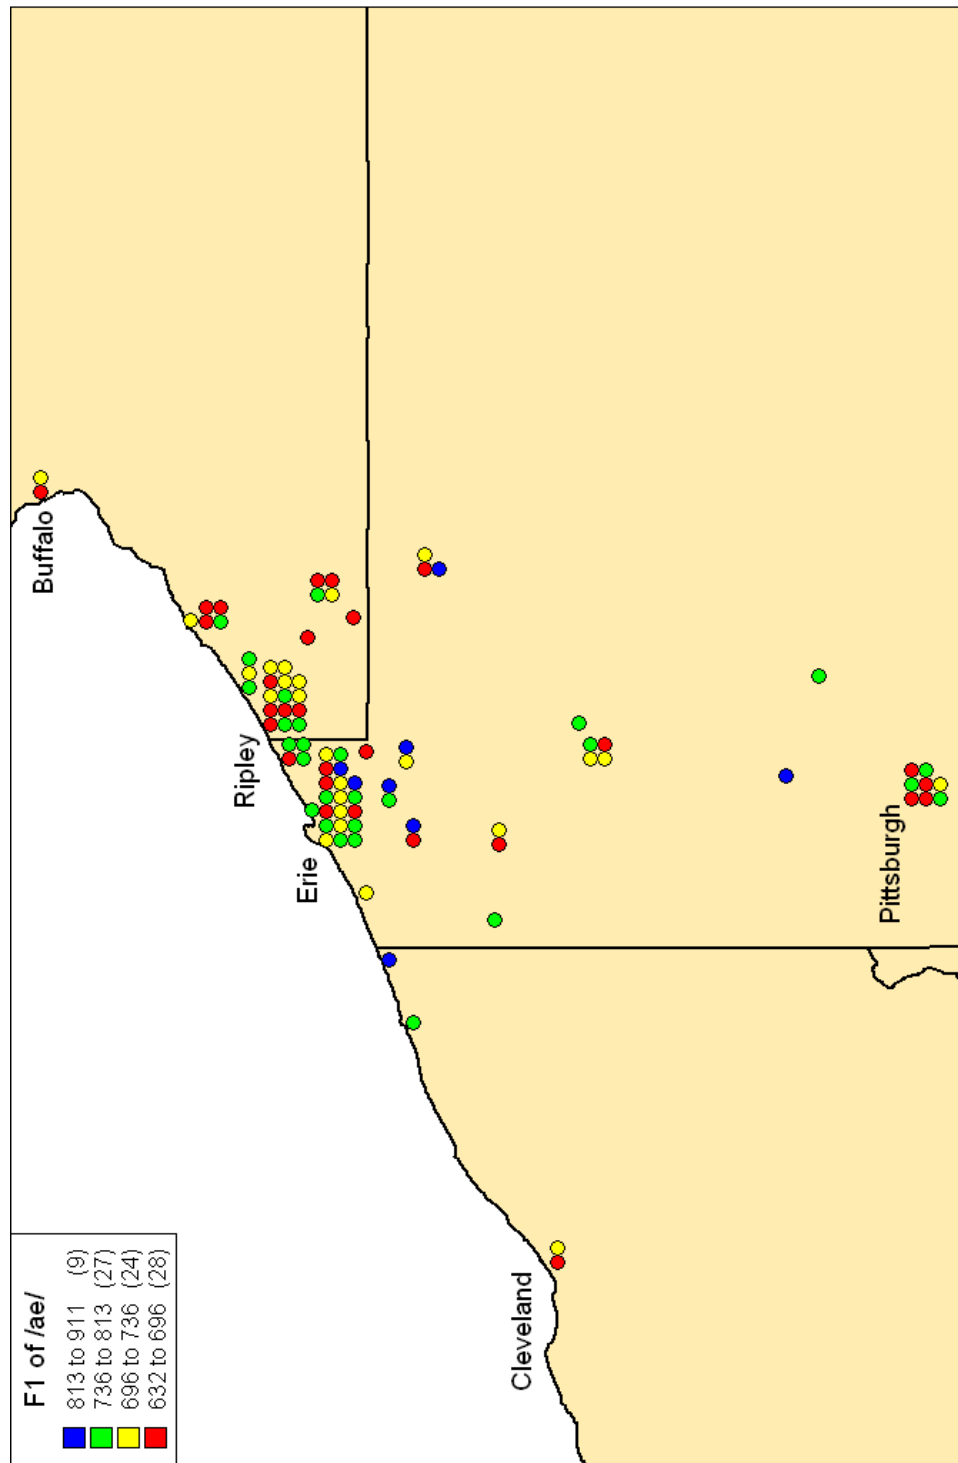 F1 of /ae/
813 to 911 (9)
736 to 813 (27)
696 to 736 (24)
632 to 696 (28)
Cleveland
Erie
Ripley
Buffalo
Pittsburgh